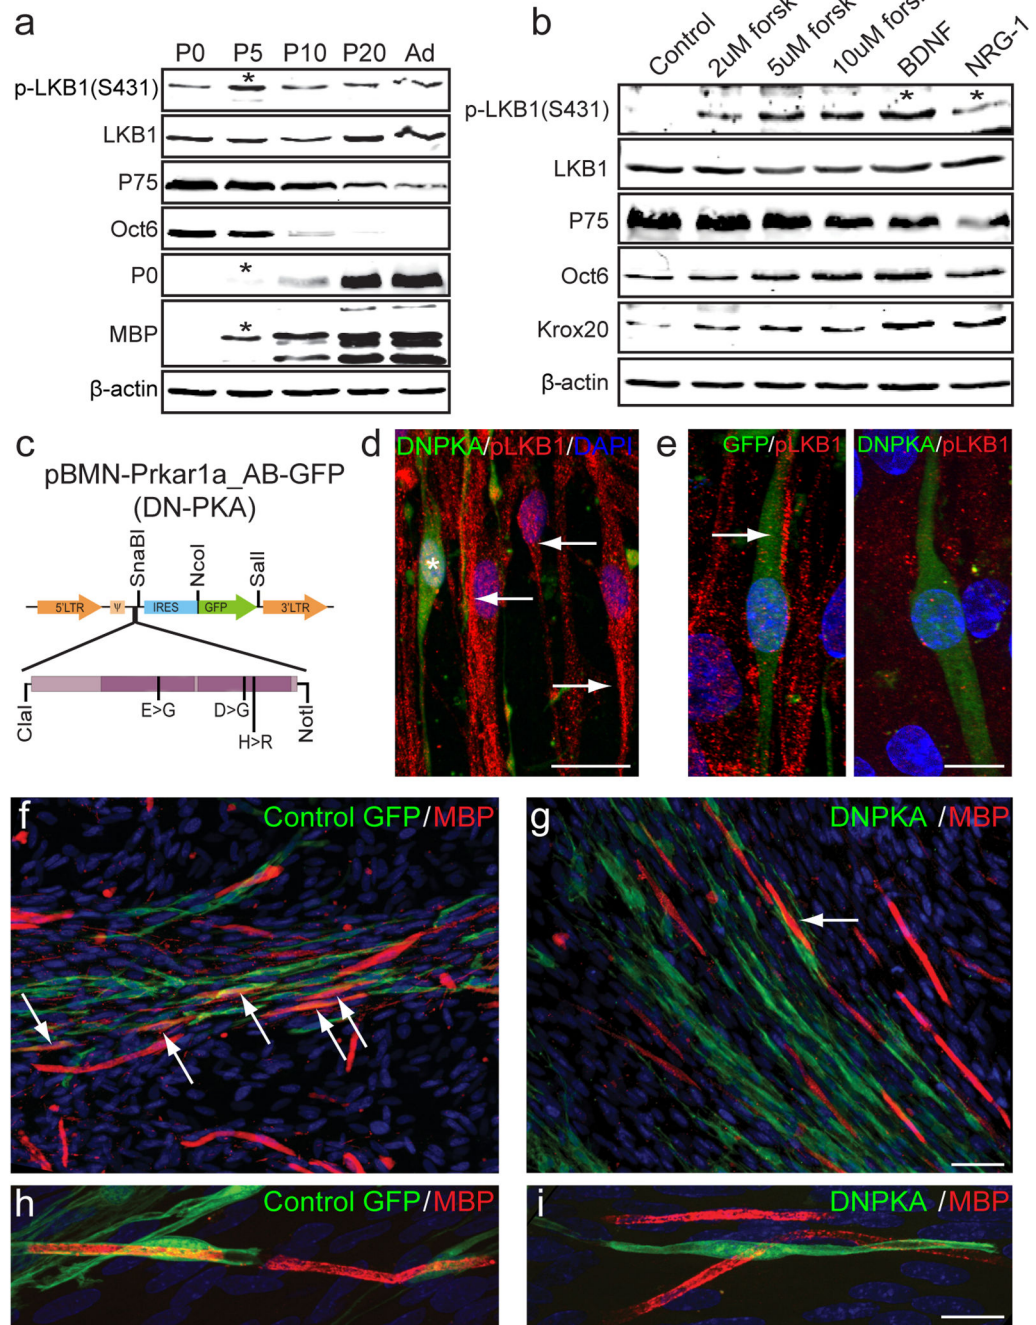 a
P0 P5 P10 P20 Ad
p-LKB1(S431)
*
LKB1
P75
Oct6
P0
*
MBP
*
β-actin
b
Control 2uM forsk 5uM forsk 10uM forsk BDNF NRG-1
p-LKB1(S431)
* *
LKB1
P75
Oct6
Krox20
β-actin
c
pBMN-Prkar1a_AB-GFP
(DN-PKA)
SnaBI NcoI SalI
5'LTR ψ IRES GFP 3'LTR
ClaI E>G D>G H>R NotI
d
DNPKA/pLKB1/DAPI
*
e
GFP/pLKB1
DNPKA/pLKB1
f
Control GFP/MBP
g
DNPKA /MBP
h
Control GFP/MBP
i
DNPKA /MBP